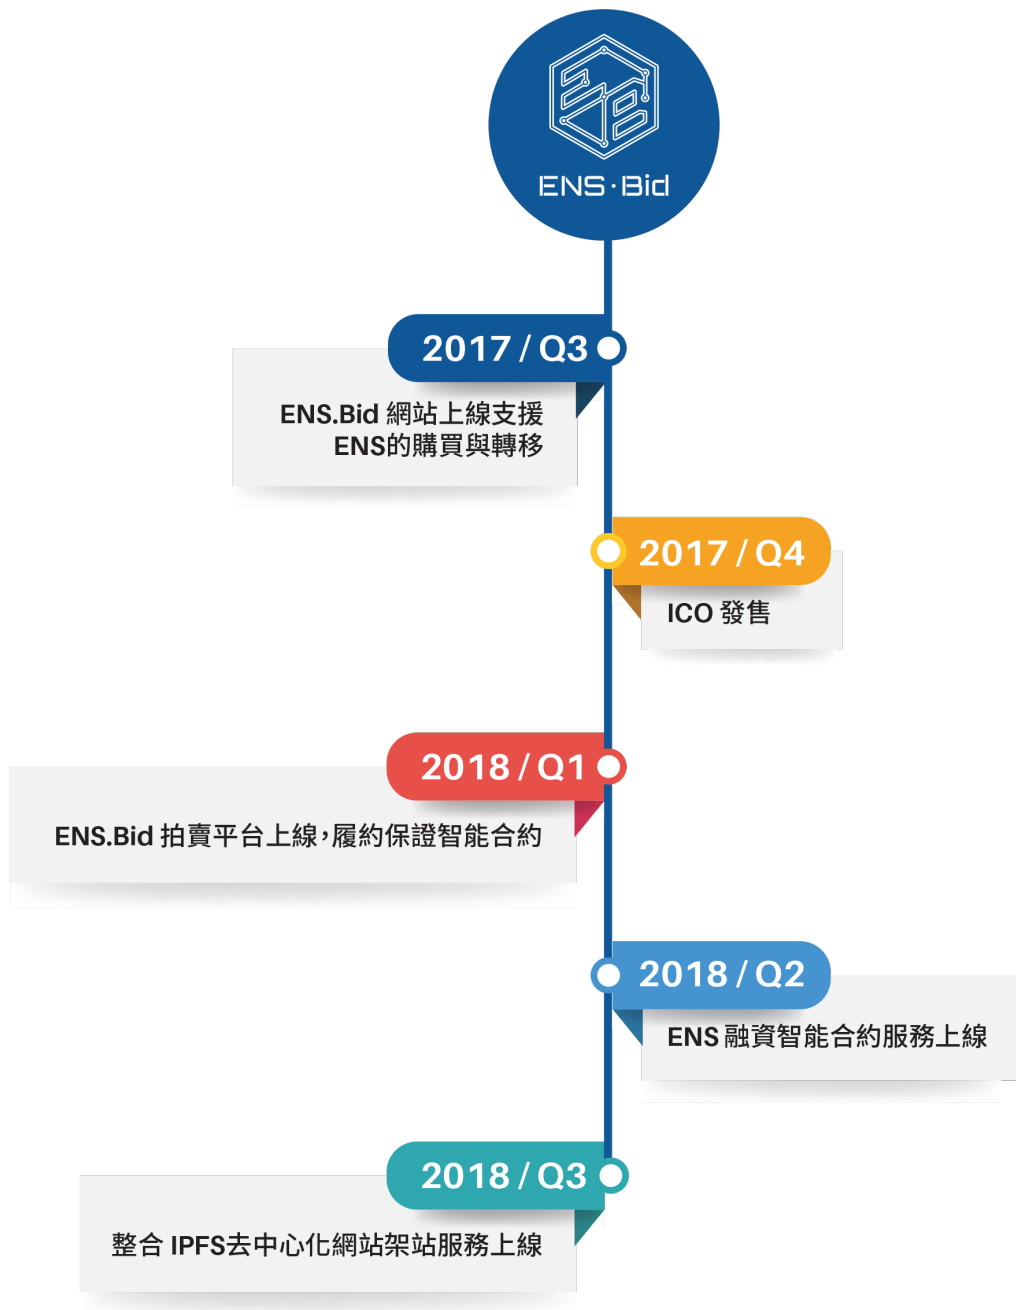 ENS·Bid
2017 / Q3
ENS.Bid 網站上線支援
ENS的購買與轉移
2017 / Q4
ICO 發售
2018 / Q1
ENS.Bid 拍賣平台上線，履約保證智能合約
2018 / Q2
ENS 融資智能合約服務上線
2018 / Q3
整合 IPFS去中心化網站架站服務上線